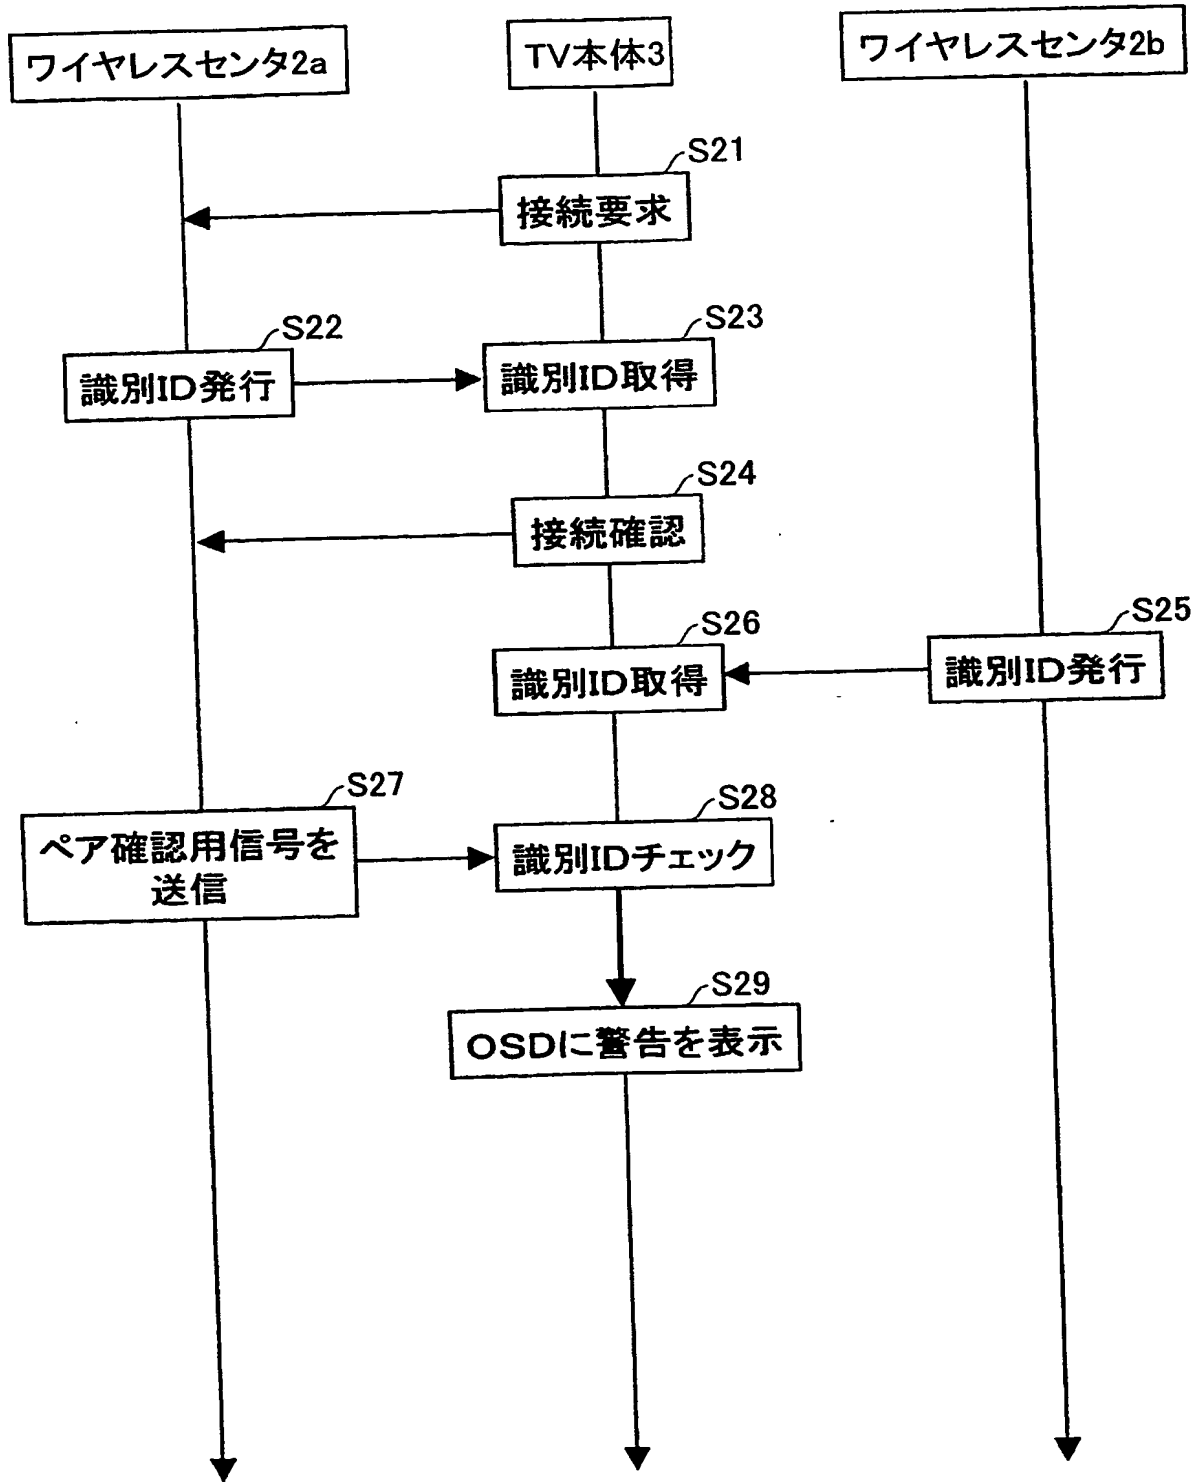 ワイヤレスセンタ2a
TV本体3
ワイヤレスセンタ2b
S21
接続要求
S22
識別ID発行
S23
識別ID取得
S24
接続確認
S25
識別ID発行
S26
識別ID取得
S27
ペア確認用信号を
送信
S28
識別IDチェック
S29
OSDに警告を表示